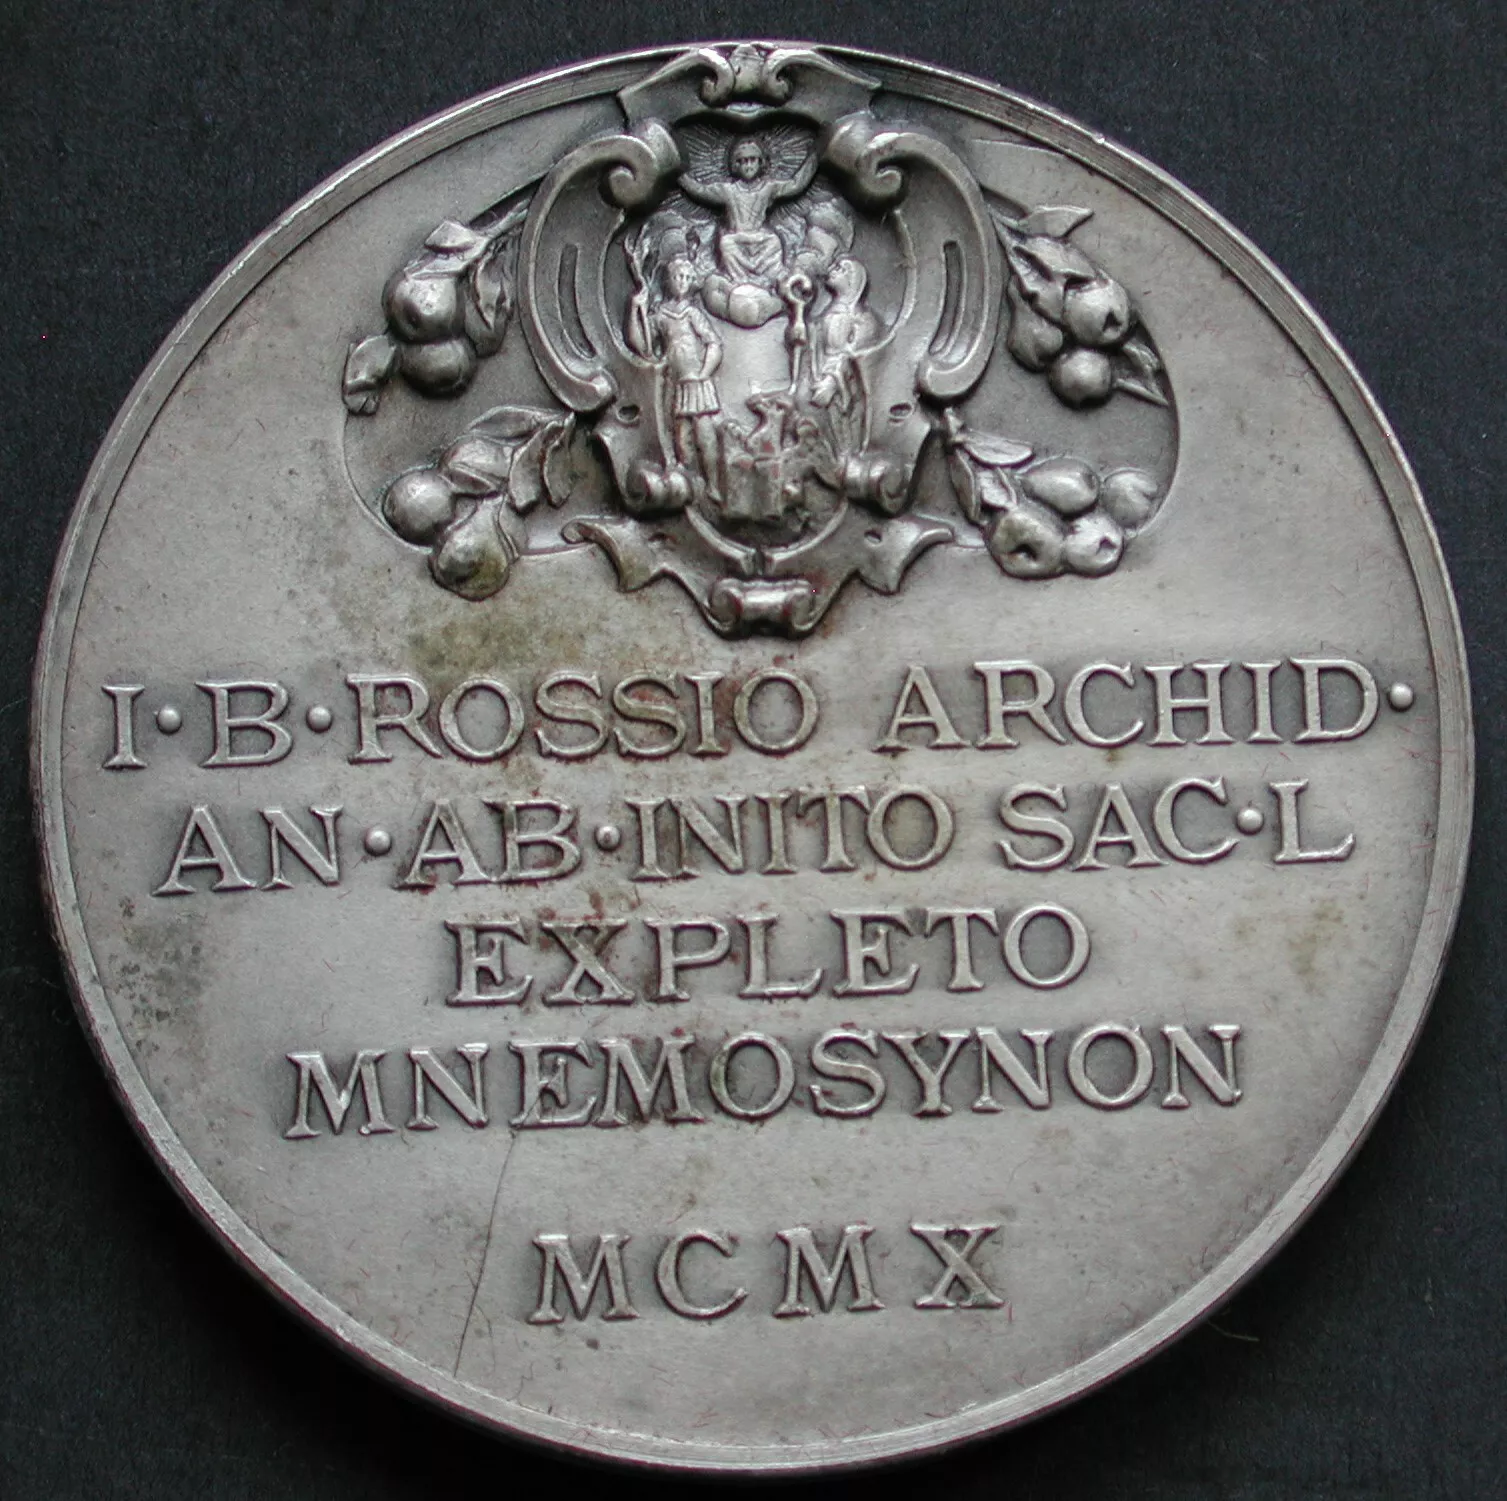 I·B·ROSSIO ARCHID·
AN·AB·INITO SAC·L
EXPLETO
MNEMOSYNON
MCMX